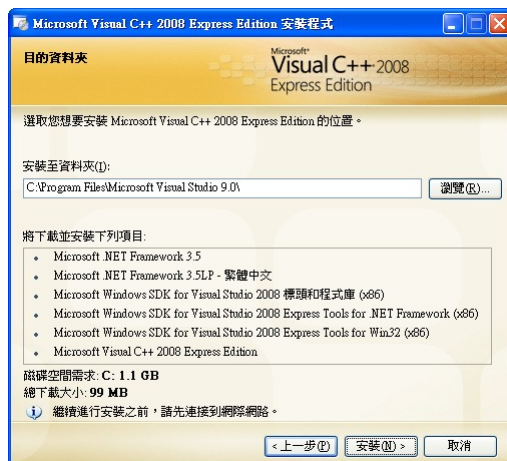 Microsoft Visual C++ 2008 Express Edition 安裝程式
目的資料夾
Microsoft
Visual C++ 2008
Express Edition
選取您想要安裝 Microsoft Visual C++ 2008 Express Edition 的位置。
安裝至資料夾(I):
C:\Program Files\Microsoft Visual Studio 9.0\
瀏覽(R)...
將下載並安裝下列項目:
• Microsoft .NET Framework 3.5
• Microsoft .NET Framework 3.5LP - 繁體中文
• Microsoft Windows SDK for Visual Studio 2008 標頭和程式庫 (x86)
• Microsoft Windows SDK for Visual Studio 2008 Express Tools for .NET Framework (x86)
• Microsoft Windows SDK for Visual Studio 2008 Express Tools for Win32 (x86)
• Microsoft Visual C++ 2008 Express Edition
磁碟空間需求: C: 1.1 GB
總下載大小: 99 MB
繼續進行安裝之前，請先連接到網際網路。
< 上一步(P)
安裝(N) >
取消